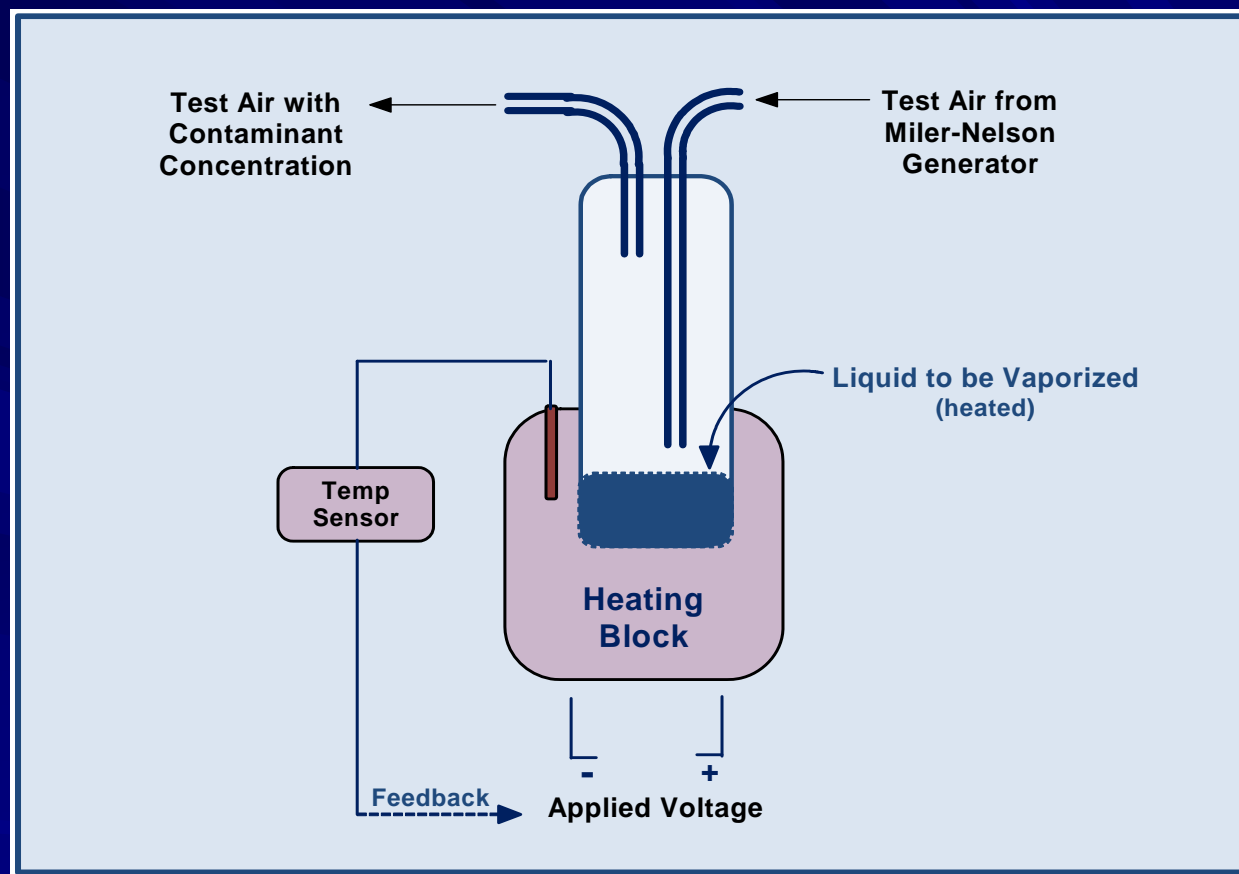 Test Air with
Contaminant
Concentration
Test Air from
Miler-Nelson
Generator
Liquid to be Vaporized
(heated)
Temp
Sensor
Heating
Block
- +
Feedback
Applied Voltage